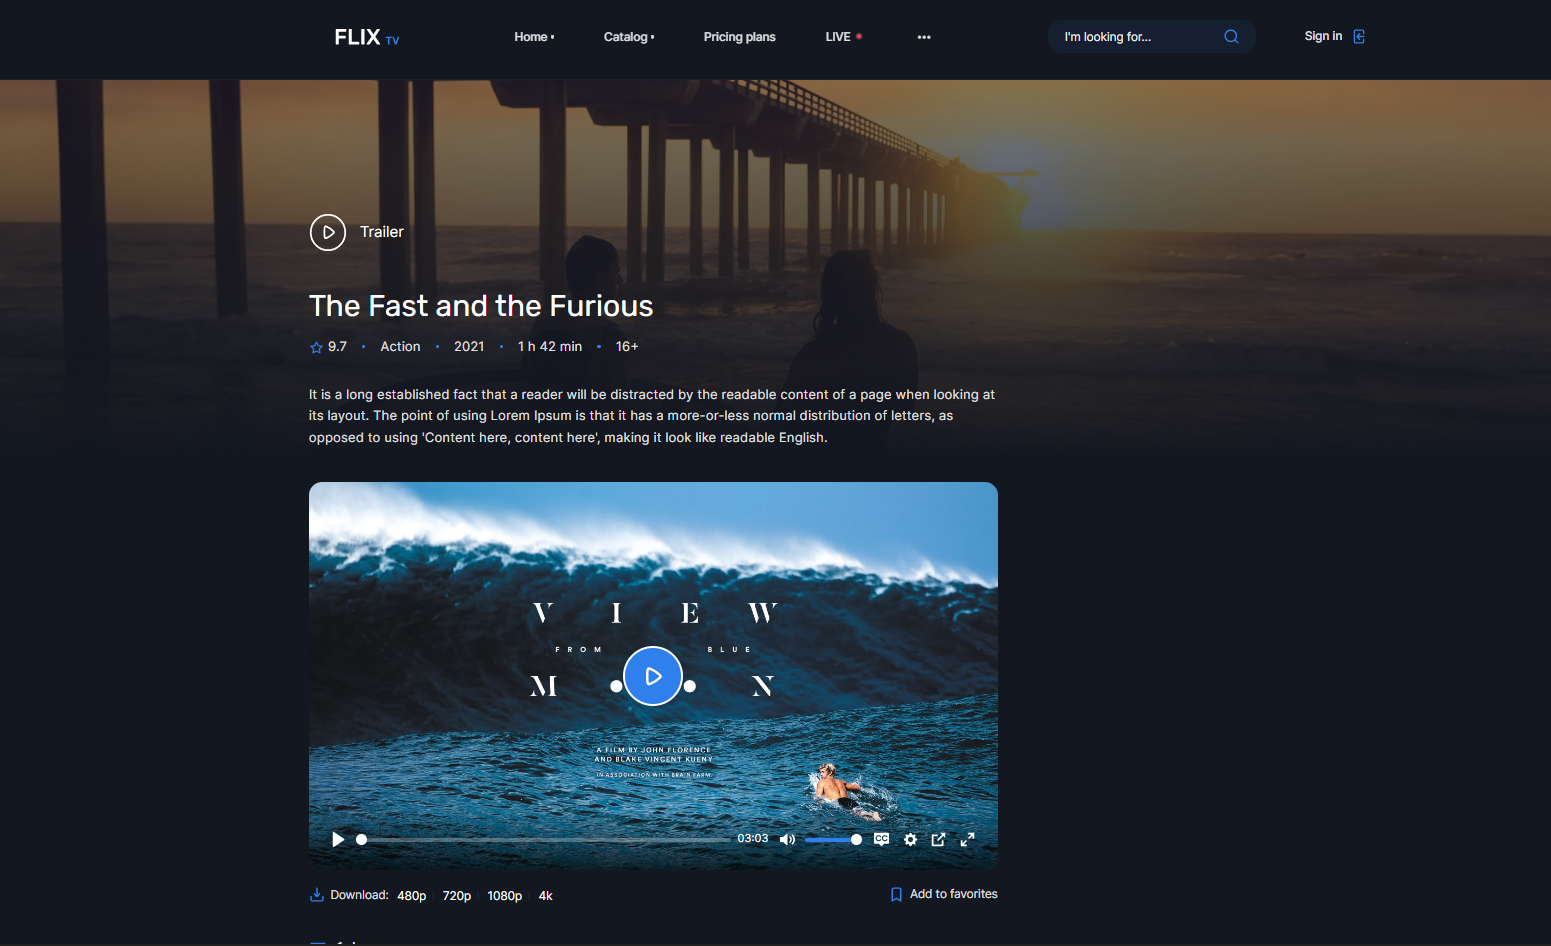 FLIX TV
Home
Catalog
Pricing plans
LIVE
I'm looking for...
Sign in
Trailer
The Fast and the Furious
9.7 • Action • 2021 • 1 h 42 min • 16+
It is a long established fact that a reader will be distracted by the readable content of a page when looking at
its layout. The point of using Lorem Ipsum is that it has a more-or-less normal distribution of letters, as
opposed to using 'Content here, content here', making it look like readable English.
VIEW
FROM BLUE
M N
A FILM BY JOHN FLORENCE
AND BLAKE VINCENT KUENY
IN ASSOCIATION WITH BRAIN FARM
03:03
CC
Download: 480p 720p 1080p 4k
Add to favorites